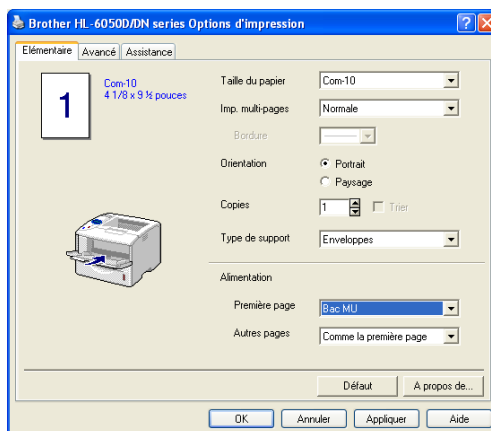 Brother HL-6050D/DN series Options d'impression
Elémentaire Avancé Assistance
1
Com-10
4 1/8 x 9 ½ pouces
Taille du papier Com-10
Imp. multi-pages Normale
Bordure
Orientation Portrait
Paysage
Copies 1 Trier
Type de support Enveloppes
Alimentation
Première page Bac MU
Autres pages Comme la première page
Défaut A propos de...
OK Annuler Appliquer Aide